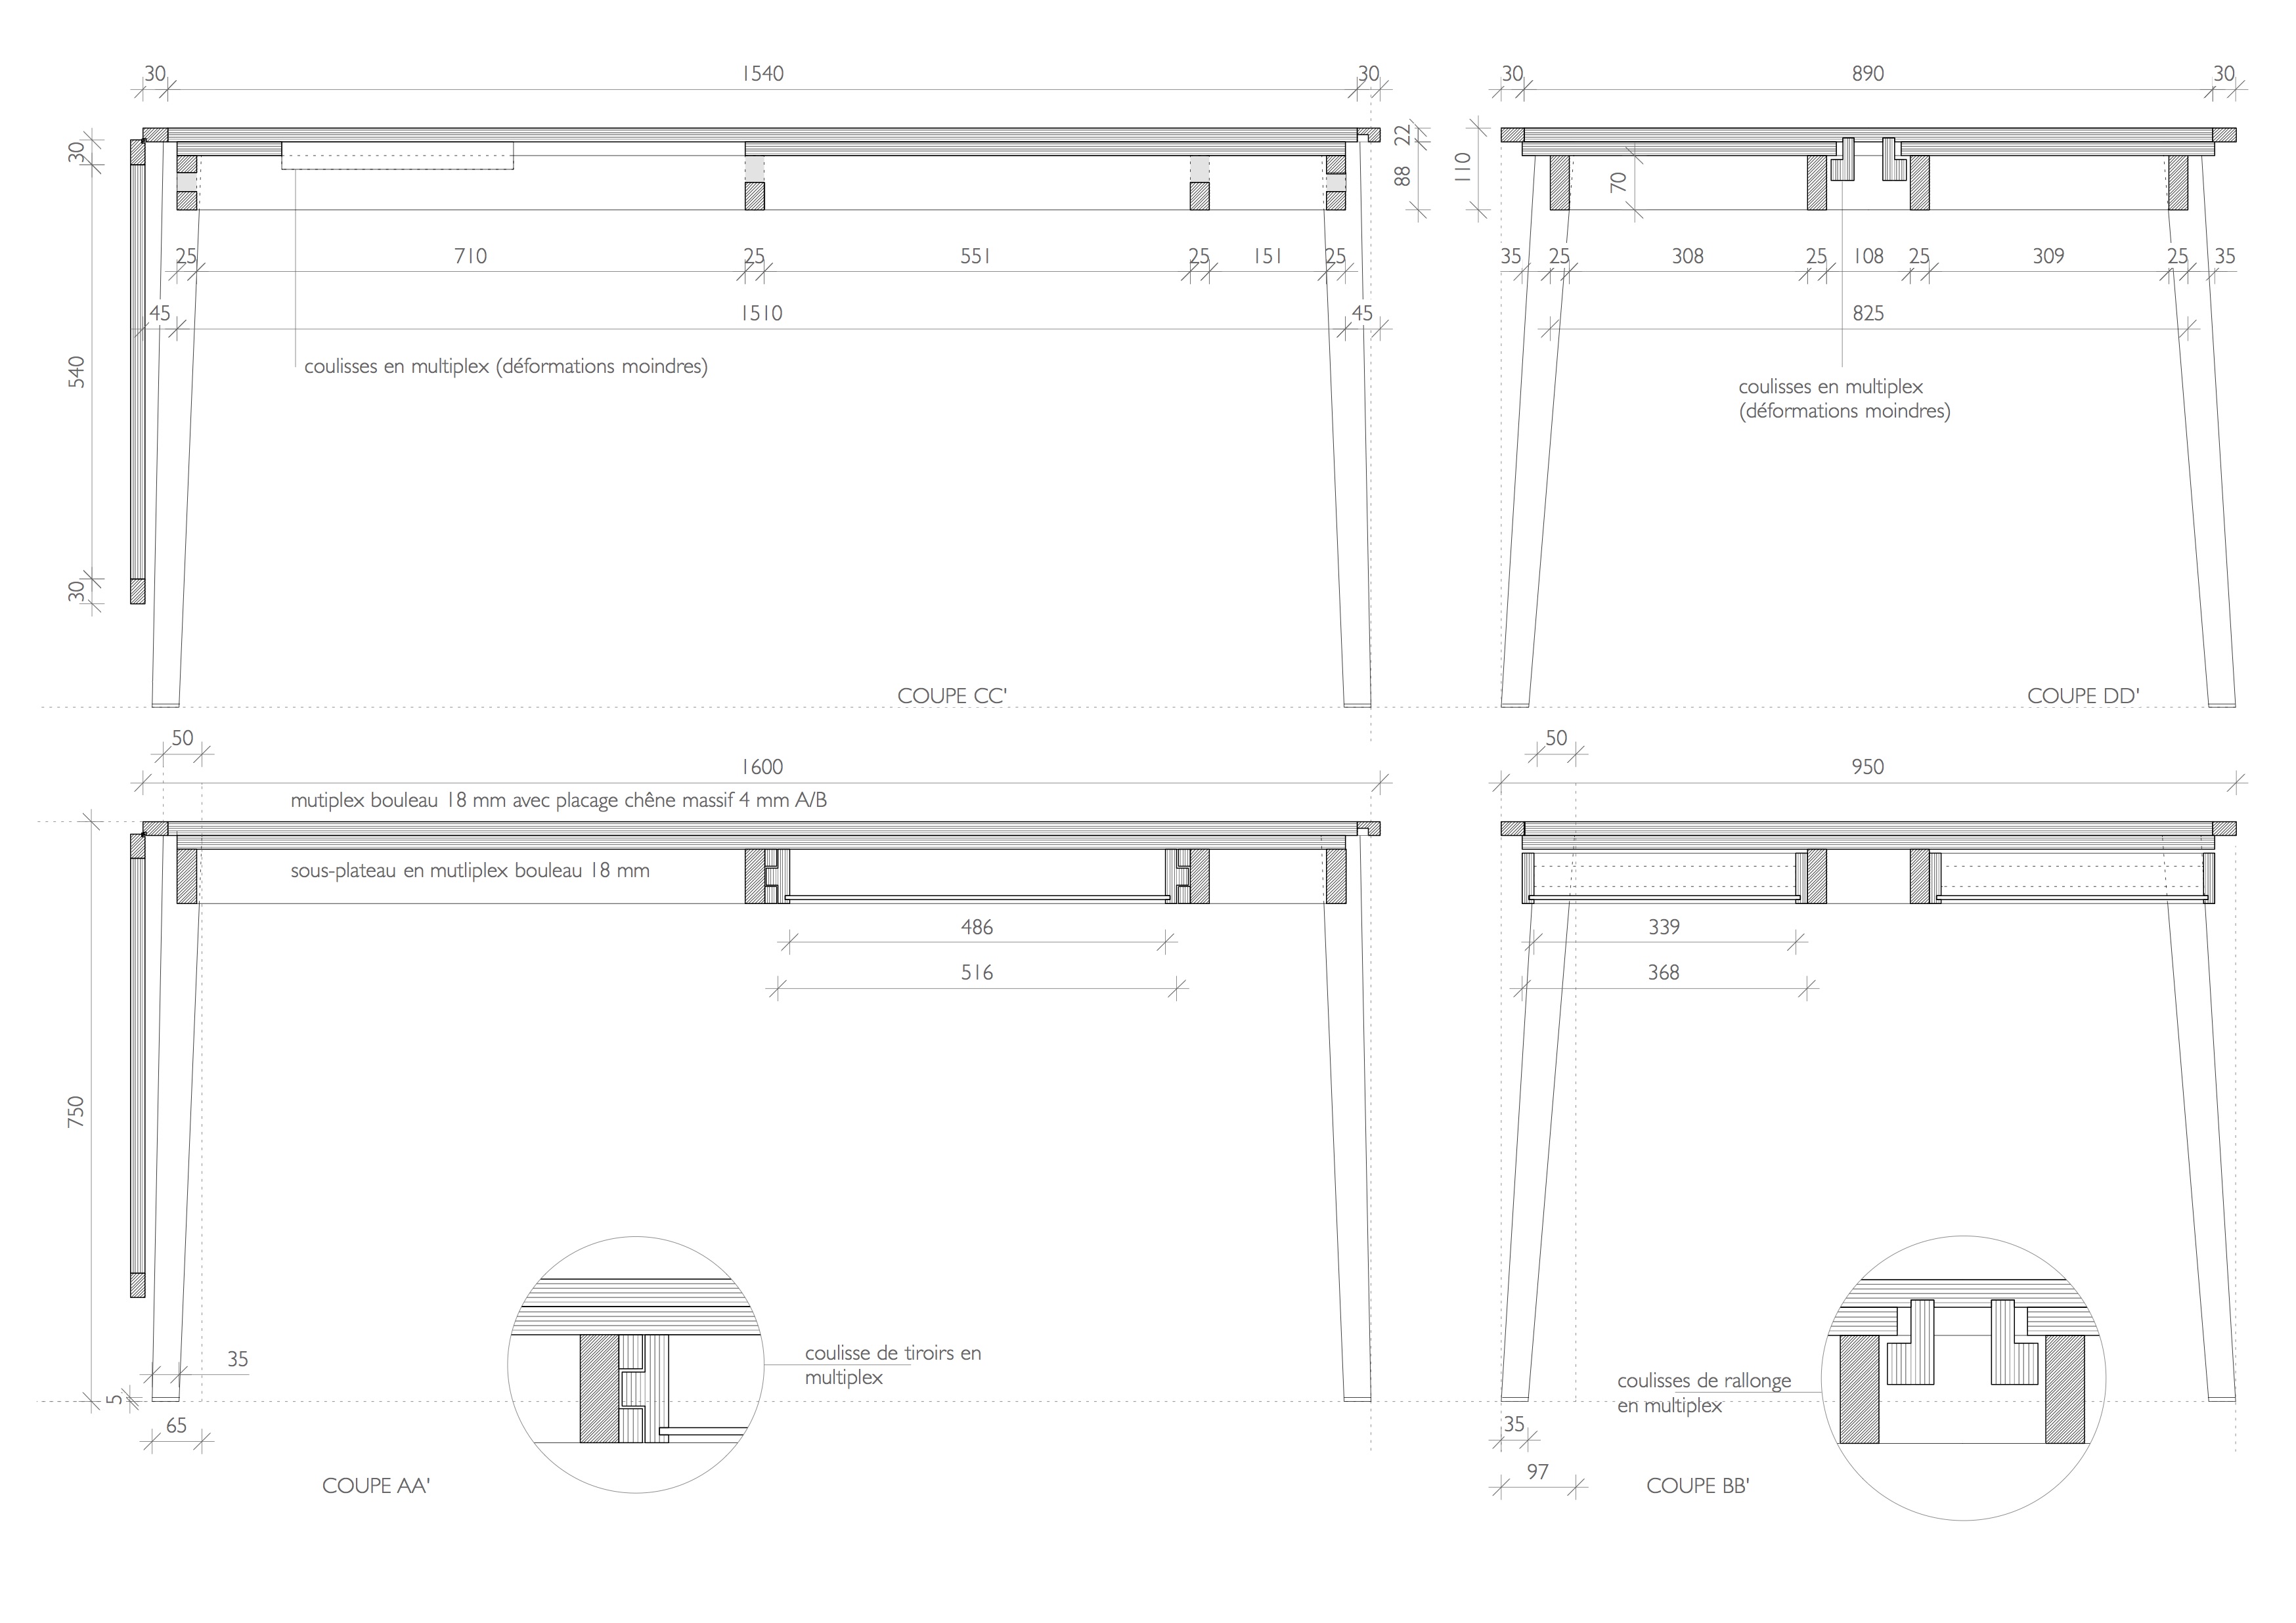 30 1540 30 30 890 30
30
22
88
110
70
25 710 25 551 25 151 25
35 25 308 25 108 25 309 25 35
45 1510 45 825
540
coulisses en multiplex (déformations moindres)
coulisses en multiplex
(déformations moindres)
30
COUPE CC' COUPE DD'
50 50
1600 950
mutiplex bouleau 18 mm avec placage chêne massif 4 mm A/B
sous-plateau en mutliplex bouleau 18 mm
486 339
516 368
750
35
coulisse de tiroirs en
multiplex
coulisses de rallonge
en multiplex
5
65
35
97
COUPE AA' COUPE BB'